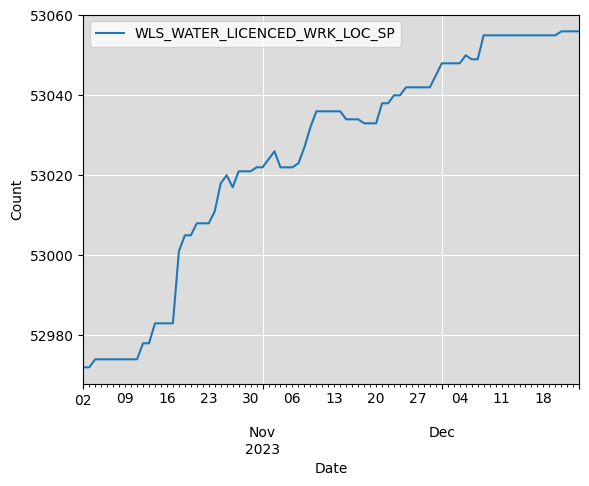 53060
53040
53020
53000
52980
Count
WLS_WATER_LICENCED_WRK_LOC_SP
02 09 16 23 30 06 13 20 27 04 11 18
Nov Dec
2023
Date